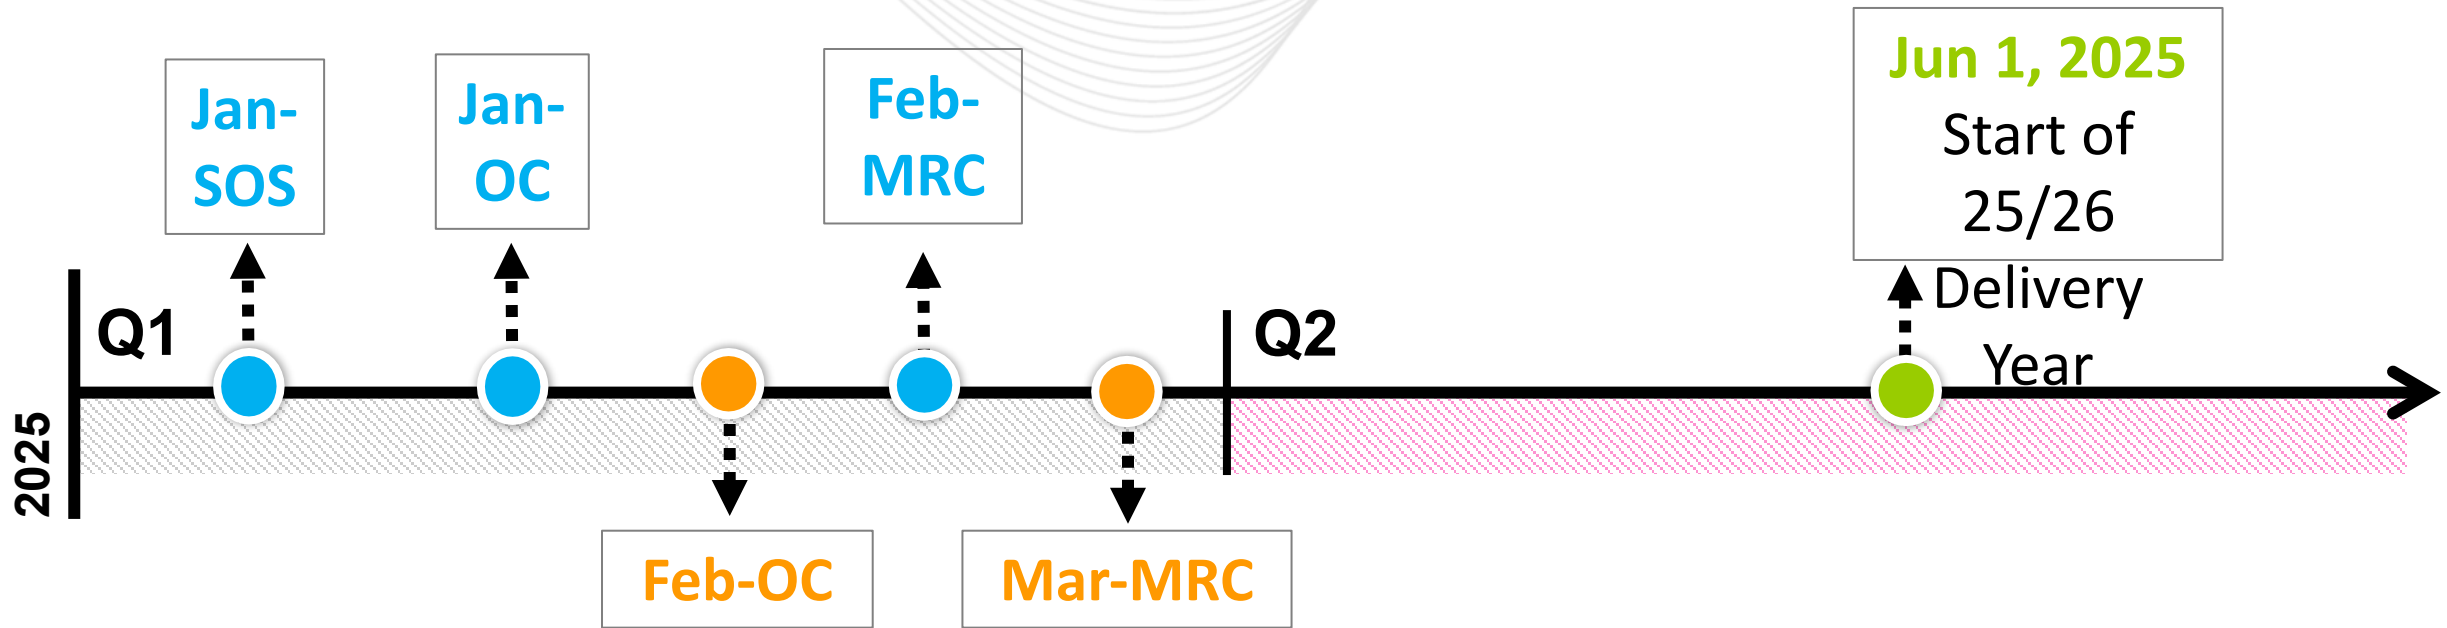 Jan-
SOS
Jan-
OC
Feb-
MRC
Jun 1, 2025
Start of
25/26
Delivery
Year
Q1
Q2
2025
Feb-OC
Mar-MRC